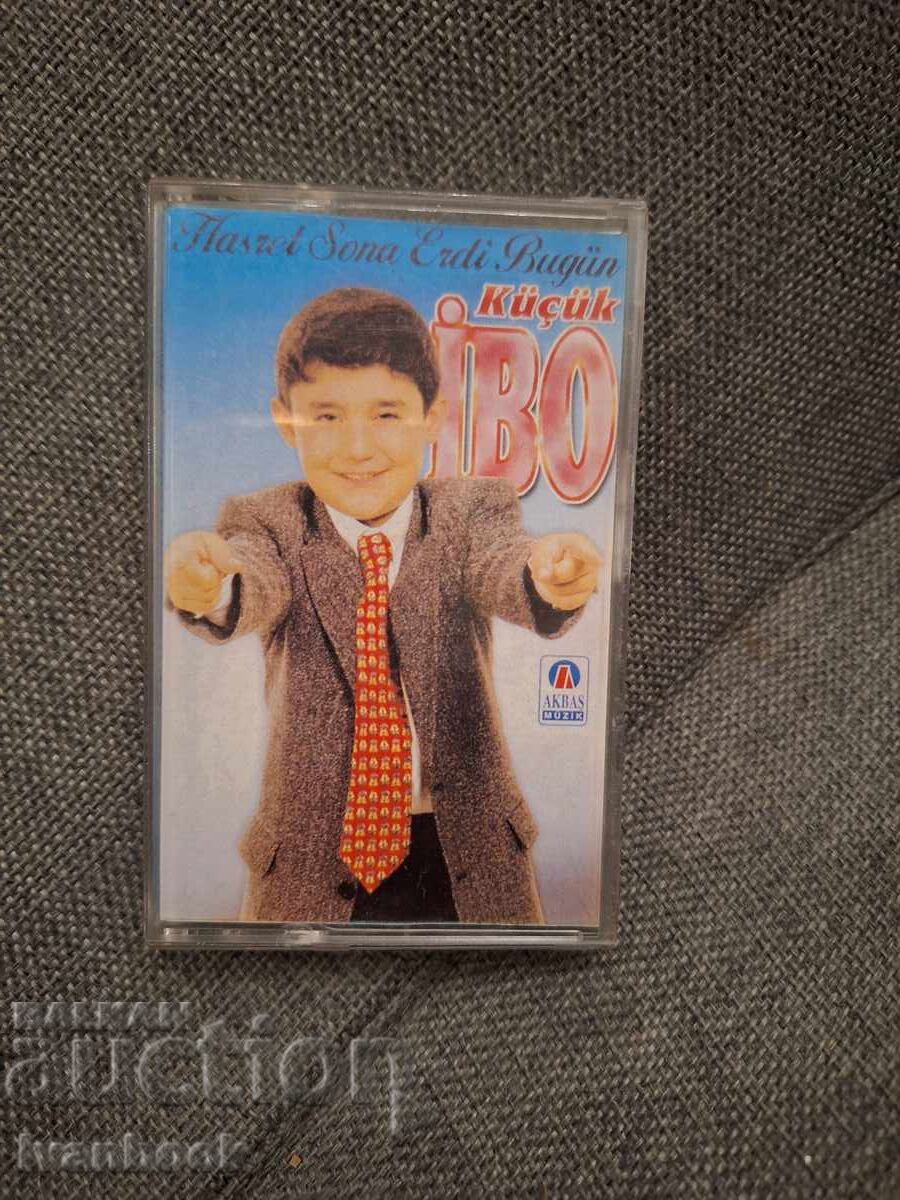 Hasret Sona Erdi Bugün
Küçük
İBO
AKBAŞ
MÜZİK
BALKAN
auction
ivanbook